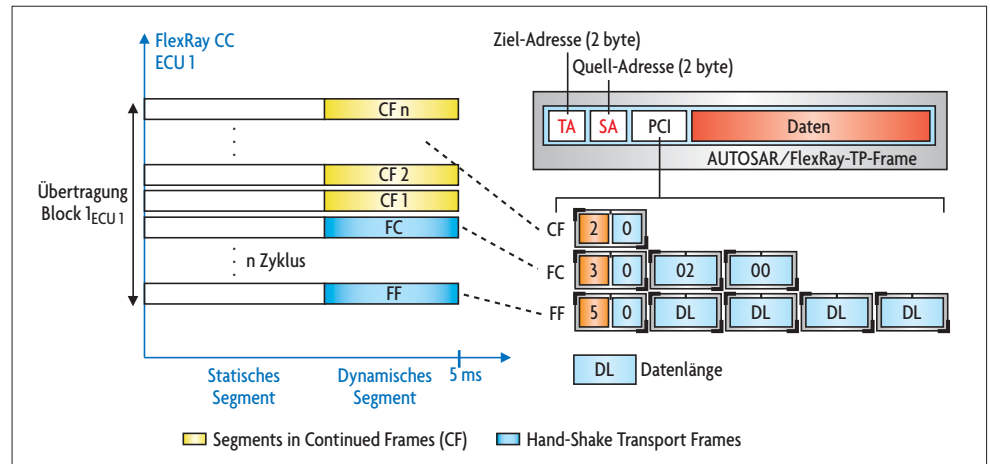 FlexRay CC
ECU 1
Ziel-Adresse (2 byte)
Quell-Adresse (2 byte)
TA SA PCI Daten
AUTOSAR/FlexRay-TP-Frame
Übertragung
Block 1ECU 1
CF n
CF 2
CF 1
FC
n Zyklus
FF
CF 2 0
FC 3 0 02 00
FF 5 0 DL DL DL DL
Statisches
Segment
Dynamisches
Segment
5 ms
DL Datenlänge
Segments in Continued Frames (CF)
Hand-Shake Transport Frames